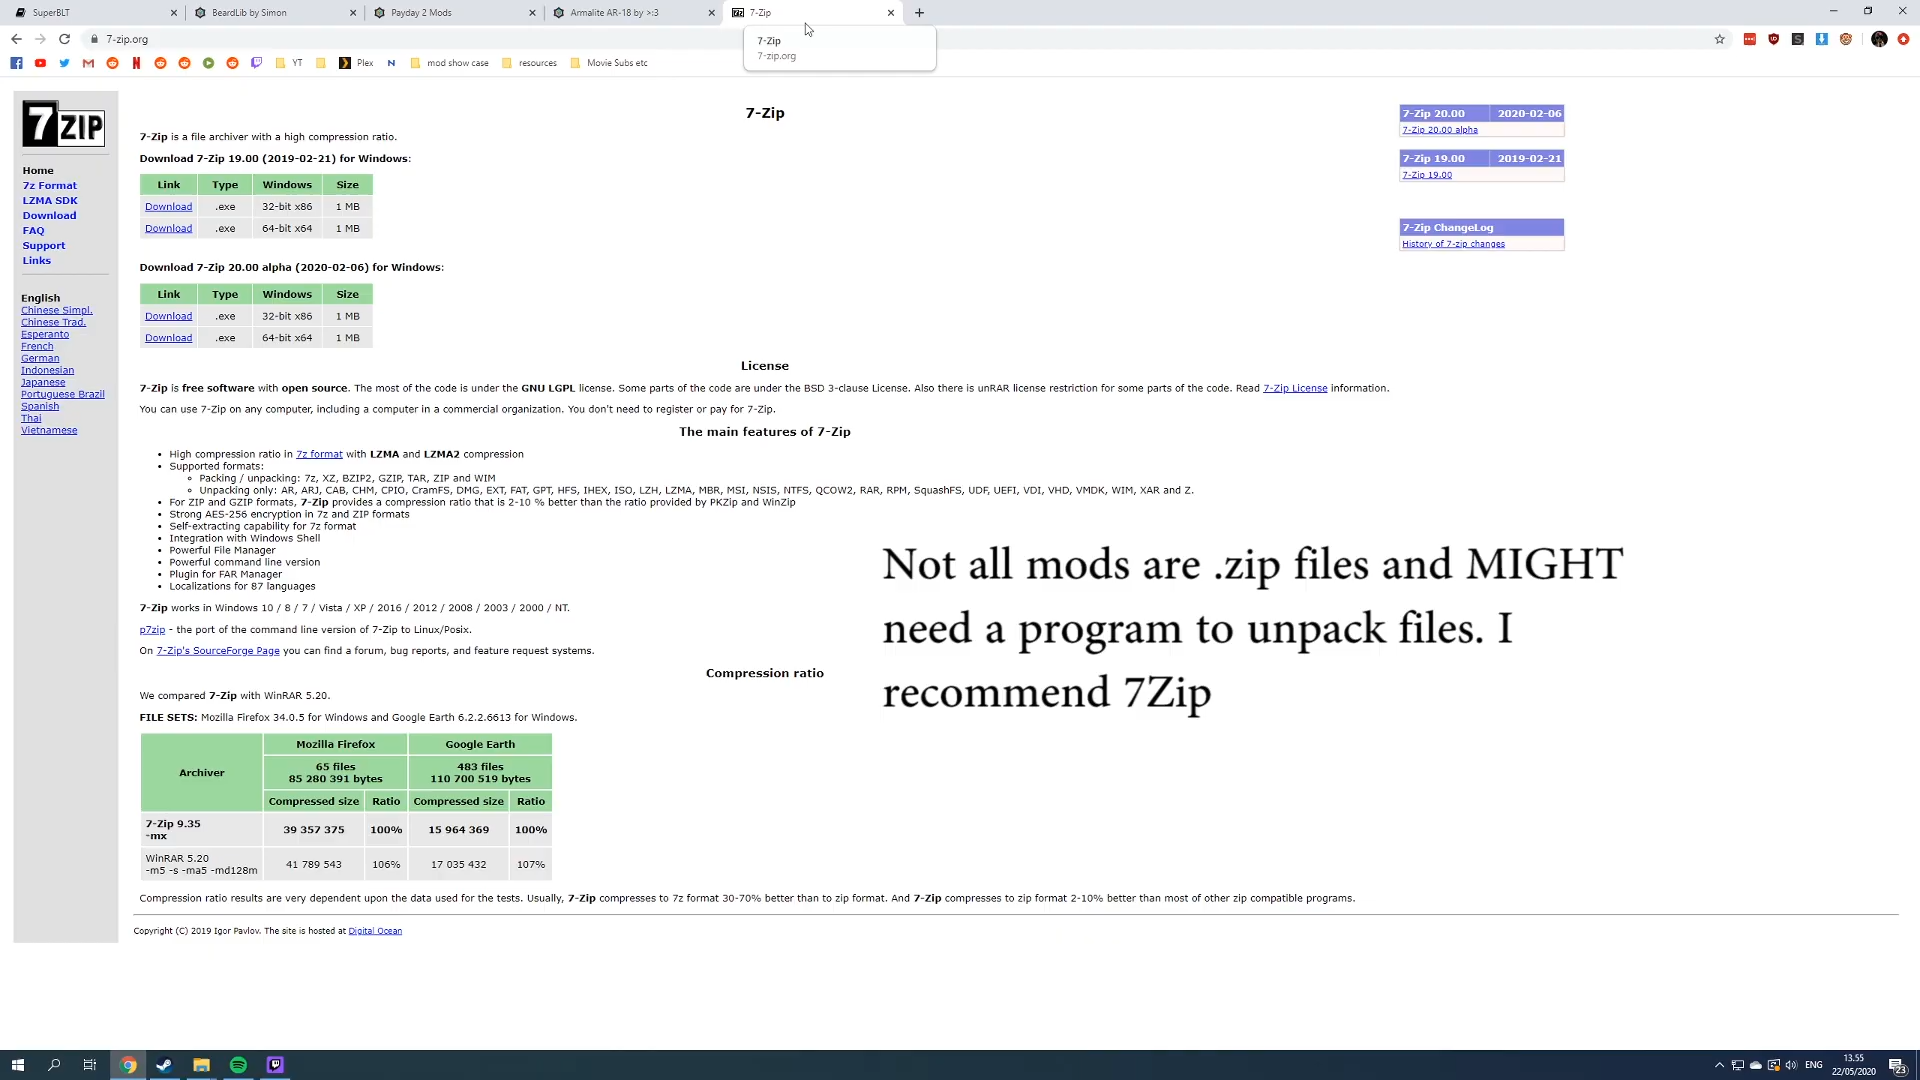 SuperBLT
BeardLib by Simon
Payday 2 Mods
Armalite AR-18 by >:3
7-Zip
7-zip.org
7-Zip
7-zip.org
YT
Plex
N
mod show case
resources
Movie Subs etc
7ZIP
Home
7z Format
LZMA SDK
Download
FAQ
Support
Links
English
Chinese Simpl.
Chinese Trad.
Esperanto
French
German
Indonesian
Japanese
Portuguese Brazil
Spanish
Thai
Vietnamese
7-Zip
7-Zip is a file archiver with a high compression ratio.
Download 7-Zip 19.00 (2019-02-21) for Windows:
Link Type Windows Size
Download .exe 32-bit x86 1 MB
Download .exe 64-bit x64 1 MB
Download 7-Zip 20.00 alpha (2020-02-06) for Windows:
Link Type Windows Size
Download .exe 32-bit x86 1 MB
Download .exe 64-bit x64 1 MB
License
7-Zip is free software with open source. The most of the code is under the GNU LGPL license. Some parts of the code are under the BSD 3-clause License. Also there is unRAR license restriction for some parts of the code. Read 7-Zip License information.
You can use 7-Zip on any computer, including a computer in a commercial organization. You don't need to register or pay for 7-Zip.
The main features of 7-Zip
High compression ratio in 7z format with LZMA and LZMA2 compression
Supported formats:
Packing / unpacking: 7z, XZ, BZIP2, GZIP, TAR, ZIP and WIM
Unpacking only: AR, ARJ, CAB, CHM, CPIO, CramFS, DMG, EXT, FAT, GPT, HFS, IHEX, ISO, LZH, LZMA, MBR, MSI, NSIS, NTFS, QCOW2, RAR, RPM, SquashFS, UDF, UEFI, VDI, VHD, VMDK, WIM, XAR and Z.
For ZIP and GZIP formats, 7-Zip provides a compression ratio that is 2-10 % better than the ratio provided by PKZip and WinZip
Strong AES-256 encryption in 7z and ZIP formats
Self-extracting capability for 7z format
Integration with Windows Shell
Powerful File Manager
Powerful command line version
Plugin for FAR Manager
Localizations for 87 languages
7-Zip works in Windows 10 / 8 / 7 / Vista / XP / 2016 / 2012 / 2008 / 2003 / 2000 / NT.
p7zip - the port of the command line version of 7-Zip to Linux/Posix.
On 7-Zip's SourceForge Page you can find a forum, bug reports, and feature request systems.
Compression ratio
We compared 7-Zip with WinRAR 5.20.
FILE SETS: Mozilla Firefox 34.0.5 for Windows and Google Earth 6.2.2.6613 for Windows.
Archiver Mozilla Firefox Google Earth
65 files 483 files
85 280 391 bytes 110 700 519 bytes
Compressed size Ratio Compressed size Ratio
7-Zip 9.35
-mx 39 357 375 100% 15 964 369 100%
WinRAR 5.20
-m5 -s -ma5 -md128m 41 789 543 106% 17 035 432 107%
Compression ratio results are very dependent upon the data used for the tests. Usually, 7-Zip compresses to 7z format 30-70% better than to zip format. And 7-Zip compresses to zip format 2-10% better than most of other zip compatible programs.
Copyright (C) 2019 Igor Pavlov. The site is hosted at Digital Ocean
7-Zip 20.00 2020-02-06
7-Zip 20.00 alpha
7-Zip 19.00 2019-02-21
7-Zip 19.00
7-Zip ChangeLog
History of 7-zip changes
Not all mods are .zip files and MIGHT
need a program to unpack files. I
recommend 7Zip
ENG
13.55
22/05/2020
23